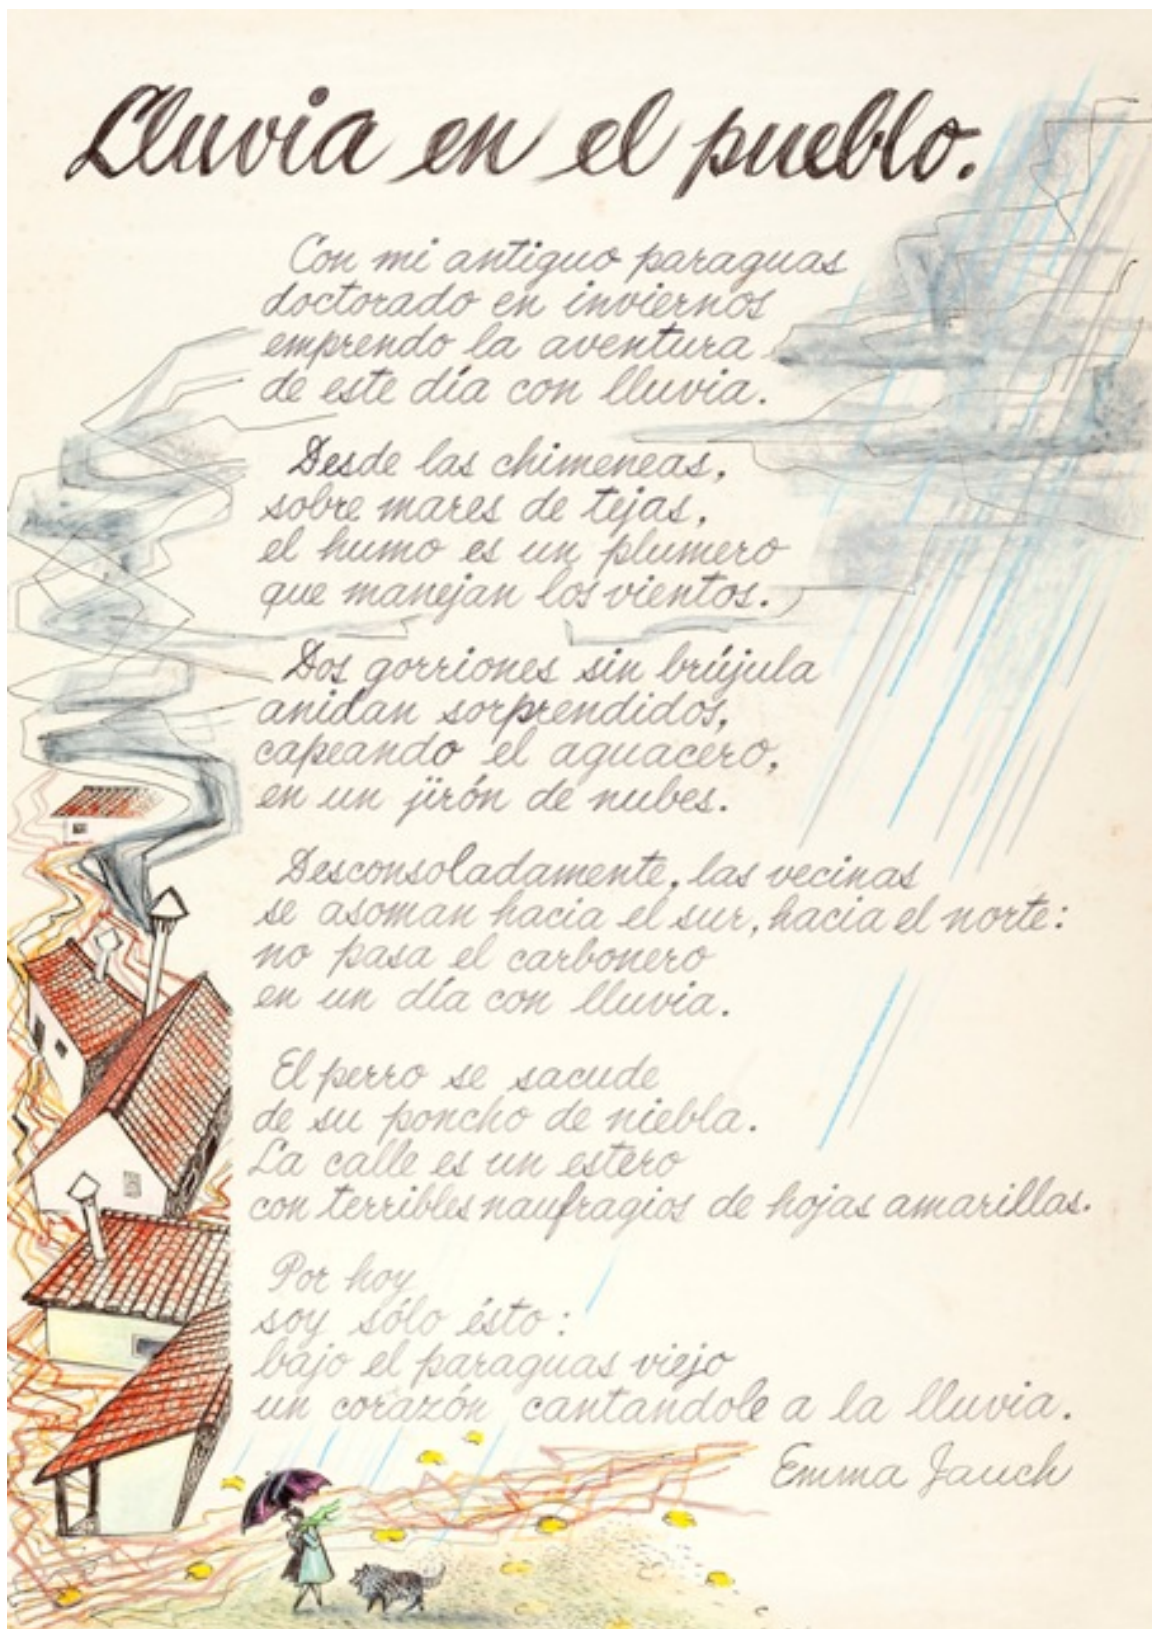 Lluvia en el pueblo.
Con mi antiguo paraguas
doctorado en inviernos
emprendo la aventura
de este día con lluvia.
Desde las chimeneas,
sobre mares de tejas,
el humo es un plumero
que manejan los vientos.
Dos gorriones sin brújula
anidan sorprendidos,
capeando el aguacero,
en un jirón de nubes.
Desconsoladamente, las vecinas
se asoman hacia el sur, hacia el norte:
no pasa el carbonero
en un día con lluvia.
El perro se sacude
de su poncho de niebla.
La calle es un estero
con terribles naufragios de hojas amarillas.
Por hoy
soy sólo ésto:
bajo el paraguas viejo
un corazón cantandole a la lluvia.
Emma Jauch